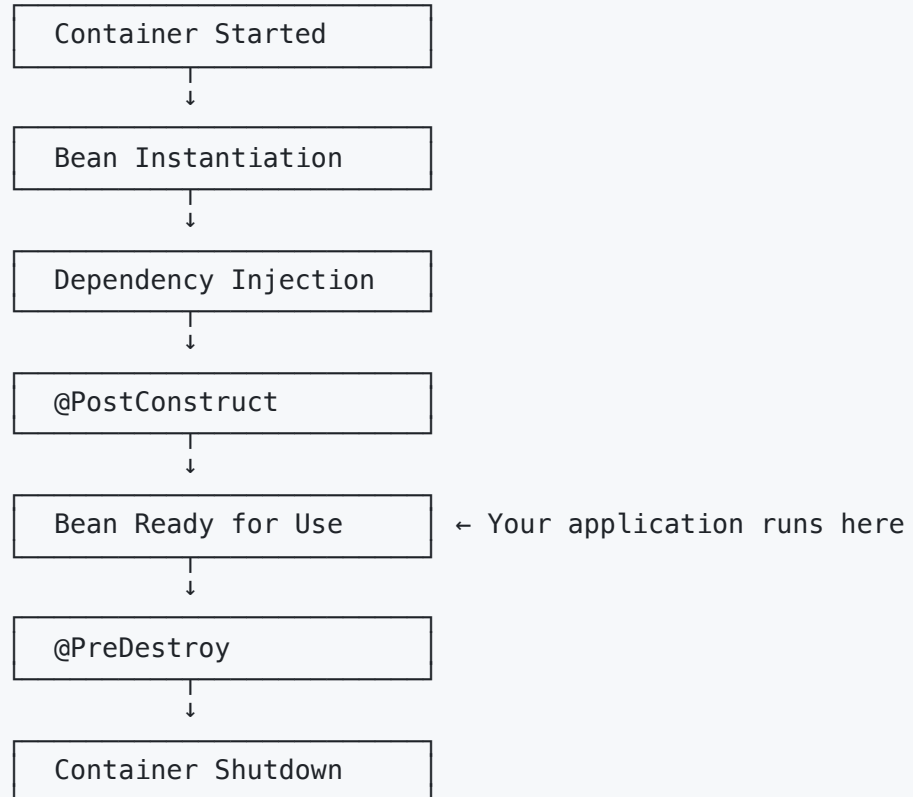 Container Started
↓
Bean Instantiation
↓
Dependency Injection
↓
@PostConstruct
↓
Bean Ready for Use ← Your application runs here
↓
@PreDestroy
↓
Container Shutdown